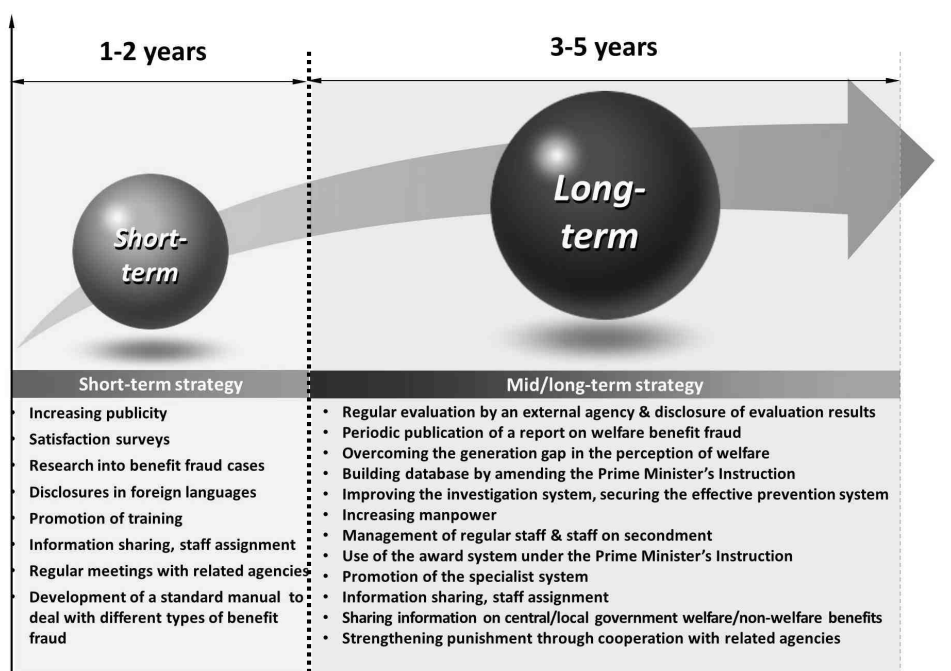 1-2 years
3-5 years
Short-
term
Long-
term
Short-term strategy
• Increasing publicity
• Satisfaction surveys
• Research into benefit fraud cases
• Disclosures in foreign languages
• Promotion of training
• Information sharing, staff assignment
• Regular meetings with related agencies
• Development of a standard manual to
deal with different types of benefit
fraud
Mid/long-term strategy
• Regular evaluation by an external agency & disclosure of evaluation results
• Periodic publication of a report on welfare benefit fraud
• Overcoming the generation gap in the perception of welfare
• Building database by amending the Prime Minister's Instruction
• Improving the investigation system, securing the effective prevention system
• Increasing manpower
• Management of regular staff & staff on secondment
• Use of the award system under the Prime Minister's Instruction
• Promotion of the specialist system
• Information sharing, staff assignment
• Sharing information on central/local government welfare/non-welfare benefits
• Strengthening punishment through cooperation with related agencies